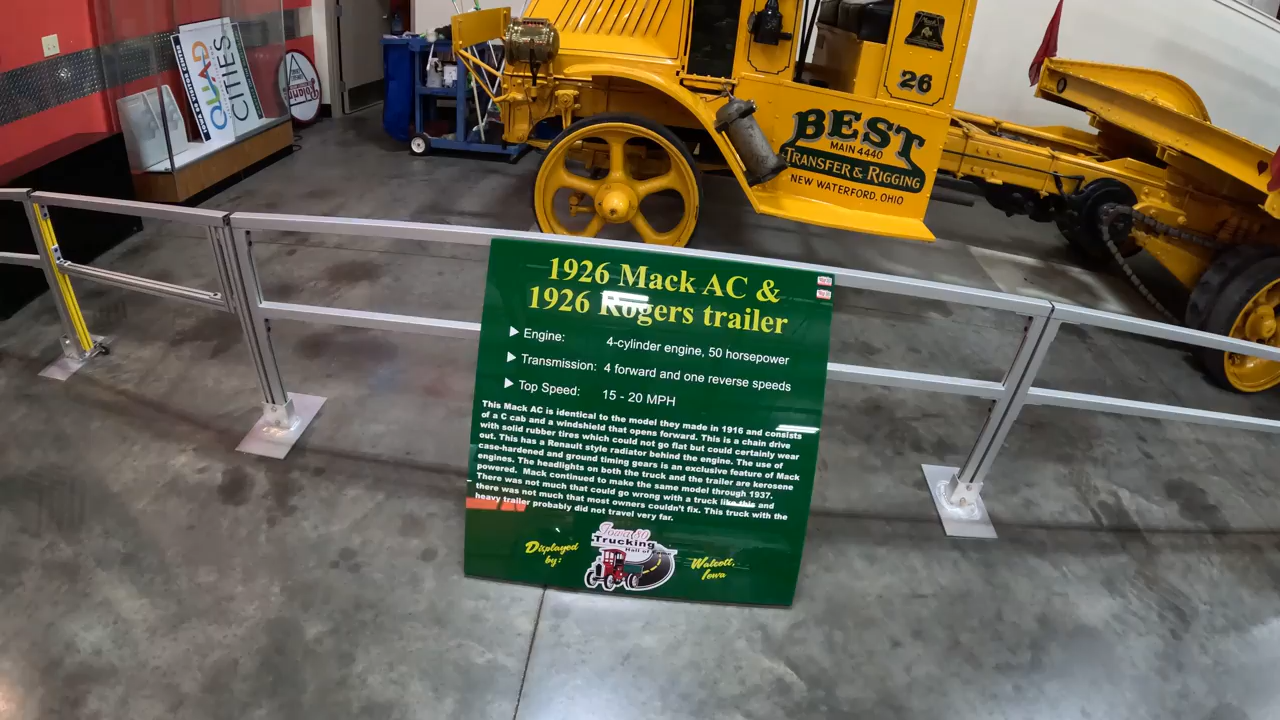 QUAD
CITIES
26
BEST
MAIN 4440
TRANSFER & RIGGING
NEW WATERFORD, OHIO
1926 Mack AC &
1926 Rogers trailer
Engine: 4-cylinder engine, 50 horsepower
Transmission: 4 forward and one reverse speeds
Top Speed: 15 - 20 MPH
This Mack AC is identical to the model they made in 1916 and consists
of a C cab and a windshield that opens forward. This is a chain drive
with solid rubber tires which could not go flat but could certainly wear
out. This has a Renault style radiator behind the engine. The use of
case-hardened and ground timing gears is an exclusive feature of Mack
engines. The headlights on both the truck and the trailer are kerosene
powered. Mack continued to make the same model through 1937.
There was not much that could go wrong with a truck like this and
there was not much that most owners couldn't fix. This truck with the
heavy trailer probably did not travel very far.
Displayed
by:
Iowa 80
Trucking
Hall of
Walcott,
Iowa